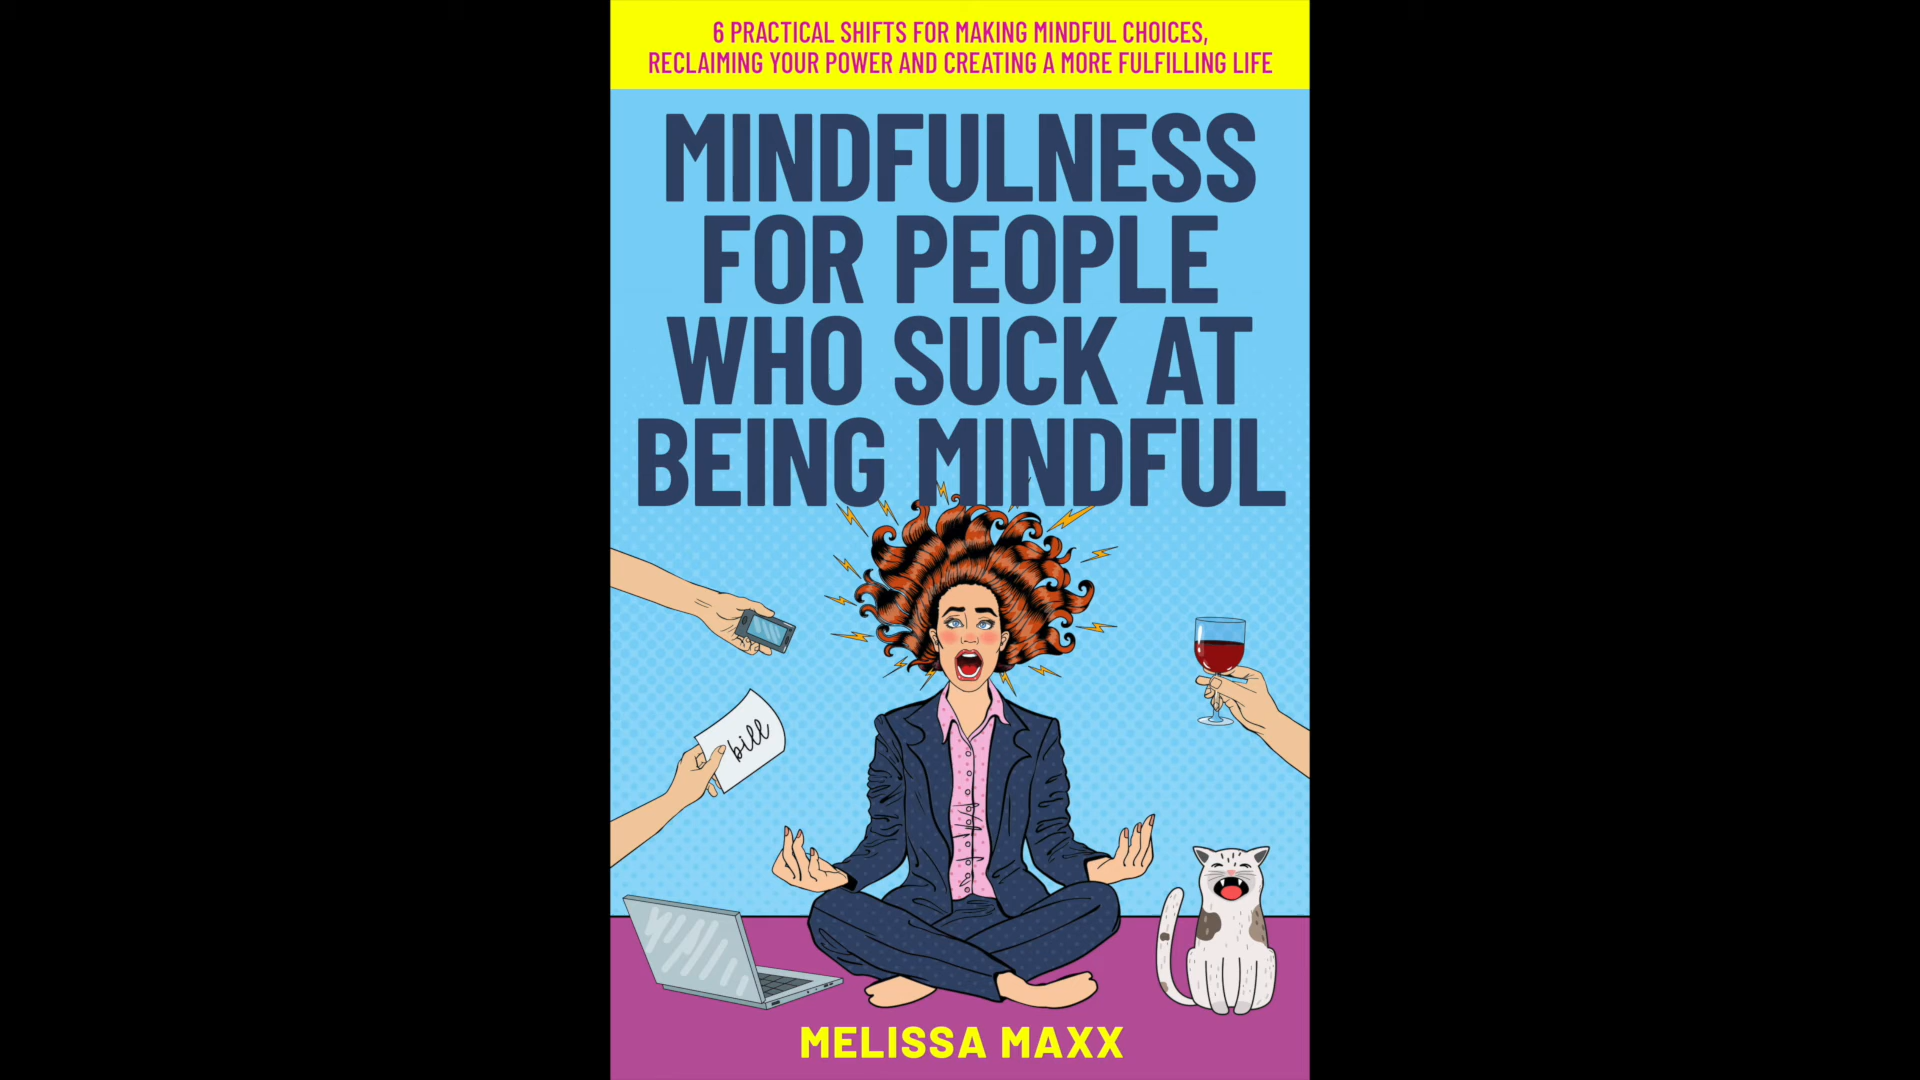 6 PRACTICAL SHIFTS FOR MAKING MINDFUL CHOICES,
RECLAIMING YOUR POWER AND CREATING A MORE FULFILLING LIFE
MINDFULNESS
FOR PEOPLE
WHO SUCK AT
BEING MINDFUL
bill
MELISSA MAXX